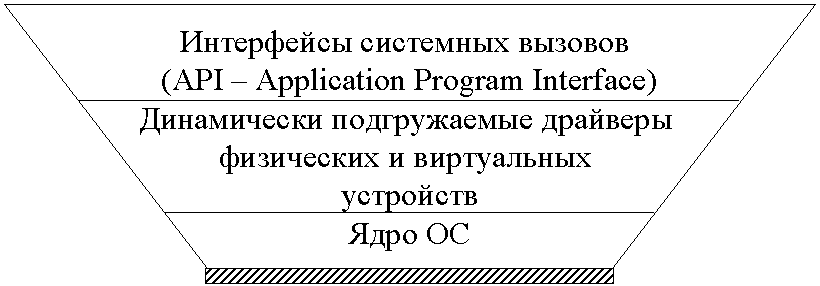 Интерфейсы системных вызовов
(API – Application Program Interface)
Динамически подгружаемые драйверы
физических и виртуальных
устройств
Ядро ОС